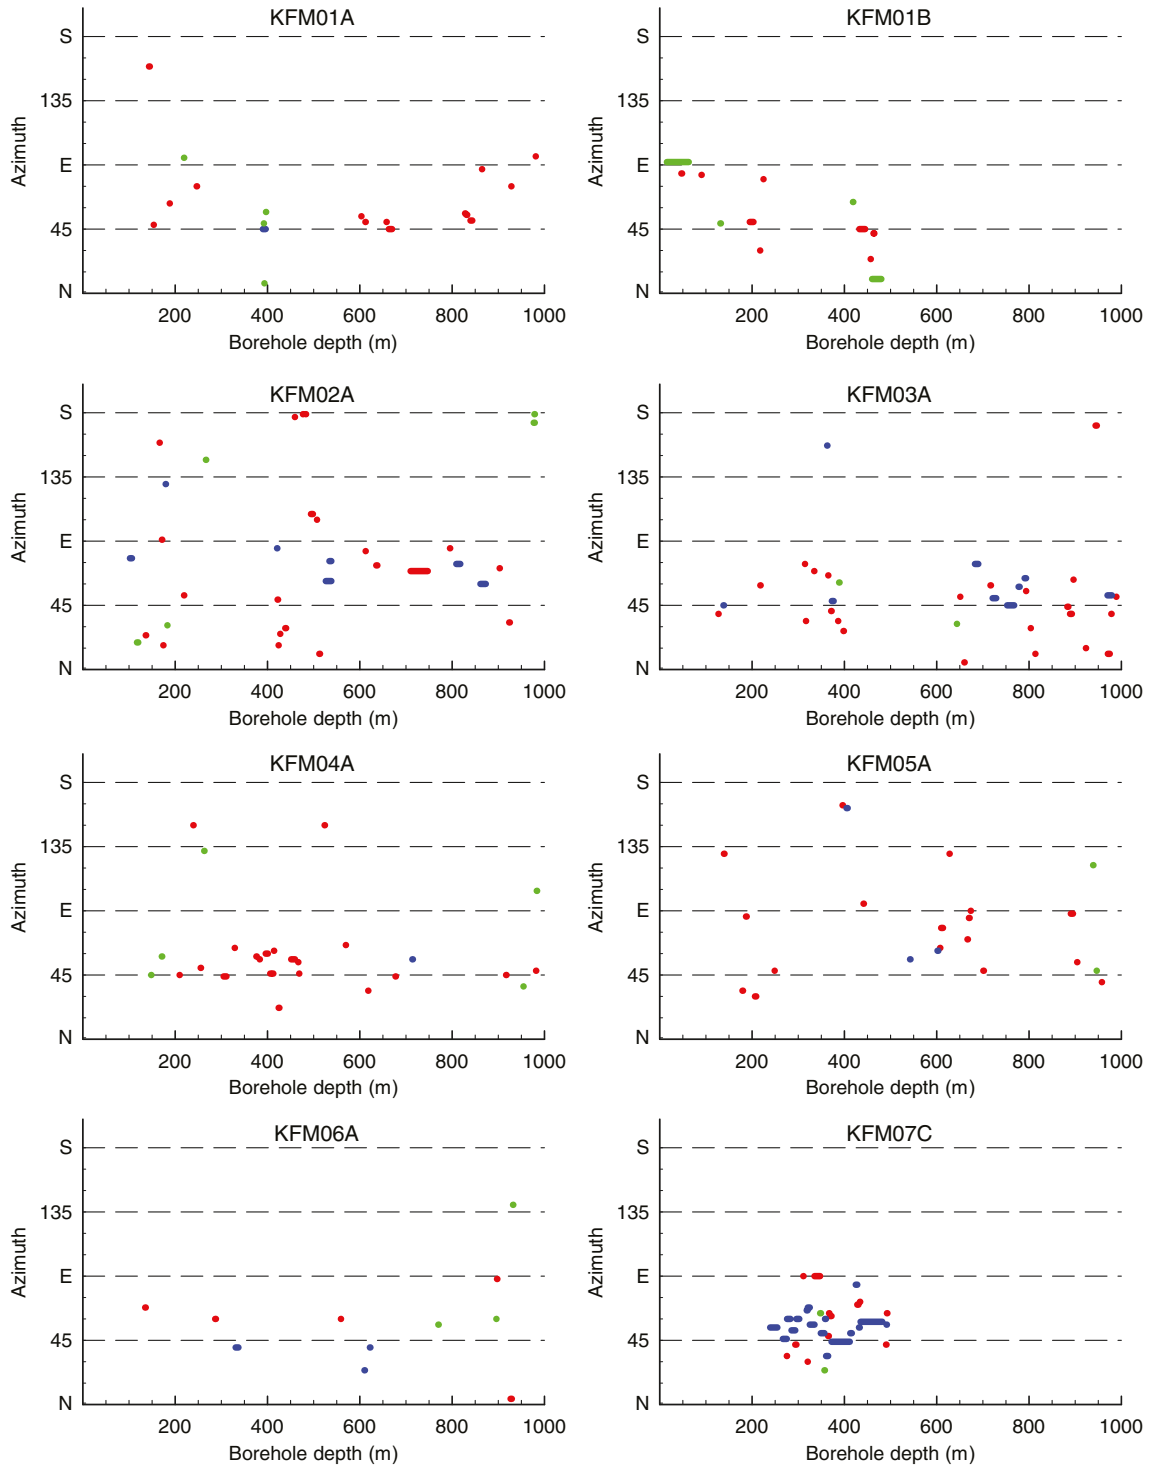 KFM01A
S
135
E
45
N
Azimuth
200 400 600 800 1000
Borehole depth (m)
KFM01B
S
135
E
45
N
Azimuth
200 400 600 800 1000
Borehole depth (m)
KFM02A
S
135
E
45
N
Azimuth
200 400 600 800 1000
Borehole depth (m)
KFM03A
S
135
E
45
N
Azimuth
200 400 600 800 1000
Borehole depth (m)
KFM04A
S
135
E
45
N
Azimuth
200 400 600 800 1000
Borehole depth (m)
KFM05A
S
135
E
45
N
Azimuth
200 400 600 800 1000
Borehole depth (m)
KFM06A
S
135
E
45
N
Azimuth
200 400 600 800 1000
Borehole depth (m)
KFM07C
S
135
E
45
N
Azimuth
200 400 600 800 1000
Borehole depth (m)